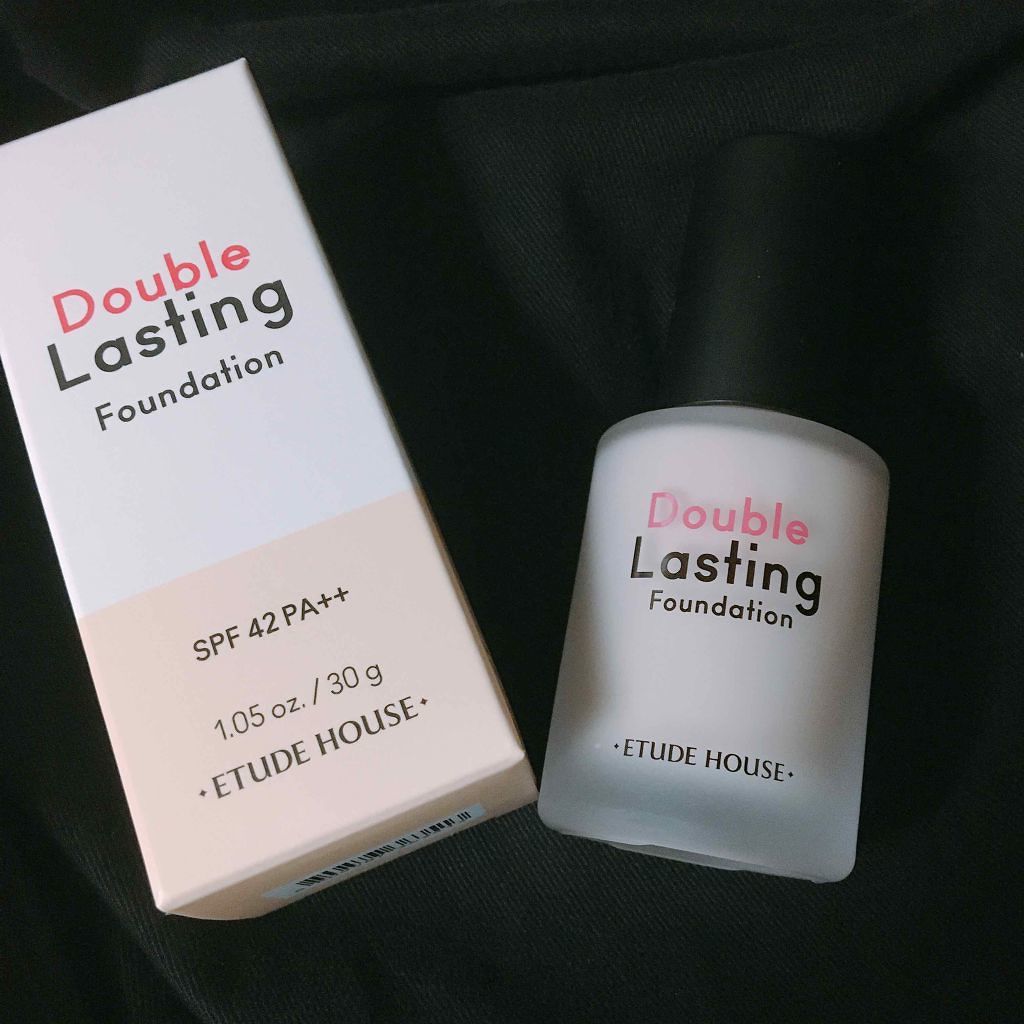 Double
Lasting
Foundation
SPF 42 PA++
1.05 oz. / 30 g
ETUDE HOUSE
Double
Lasting
Foundation
ETUDE HOUSE